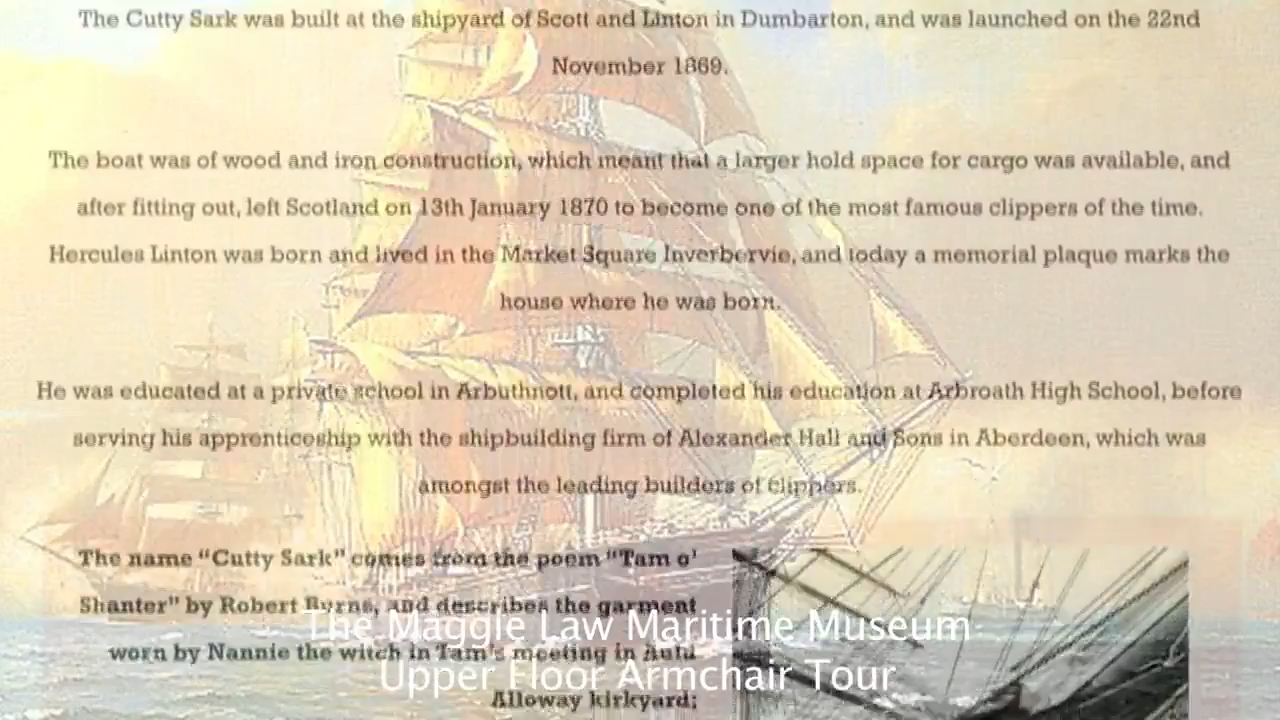 The Cutty Sark was built at the shipyard of Scott and Linton in Dumbarton, and was launched on the 22nd
November 1869.
The boat was of wood and iron construction, which meant that a larger hold space for cargo was available, and
after fitting out, left Scotland on 13th January 1870 to become one of the most famous clippers of the time.
Hercules Linton was born and lived in the Market Square Inverbervie, and today a memorial plaque marks the
house where he was born.
He was educated at a private school in Arbuthnott, and completed his education at Arbroath High School, before
serving his apprenticeship with the shipbuilding firm of Alexander Hall and Sons in Aberdeen, which was
amongst the leading builders of Clippers.
The name “Cutty Sark” comes from the poem “Tam o’
Shanter” by Robert Burns, and describes the garment
worn by Nannie the witch in Tam's meeting in Auld
Alloway kirkyard;
The Maggie Law Maritime Museum
Upper Floor Armchair Tour